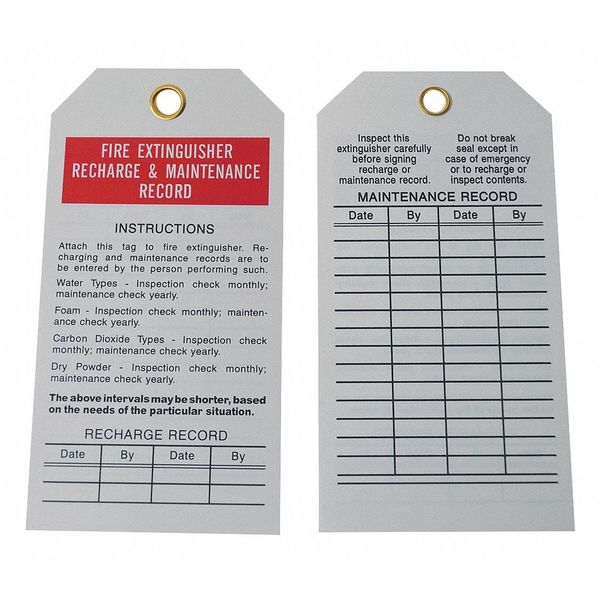 FIRE EXTINGUISHER
RECHARGE & MAINTENANCE
RECORD
INSTRUCTIONS
Attach this tag to fire extinguisher. Re-
charging and maintenance records are to
be entered by the person performing such.
Water Types - Inspection check monthly;
maintenance check yearly.
Foam - Inspection check monthly; mainten-
ance check yearly.
Carbon Dioxide Types - Inspection check
monthly; maintenance check yearly.
Dry Powder - Inspection check monthly;
maintenance check yearly.
The above intervals may be shorter, based
on the needs of the particular situation.
RECHARGE RECORD
Date By Date By
Inspect this
extinguisher carefully
before signing
recharge or
maintenance record.
Do not break
seal except in
case of emergency
or to recharge or
inspect contents.
MAINTENANCE RECORD
Date By Date By